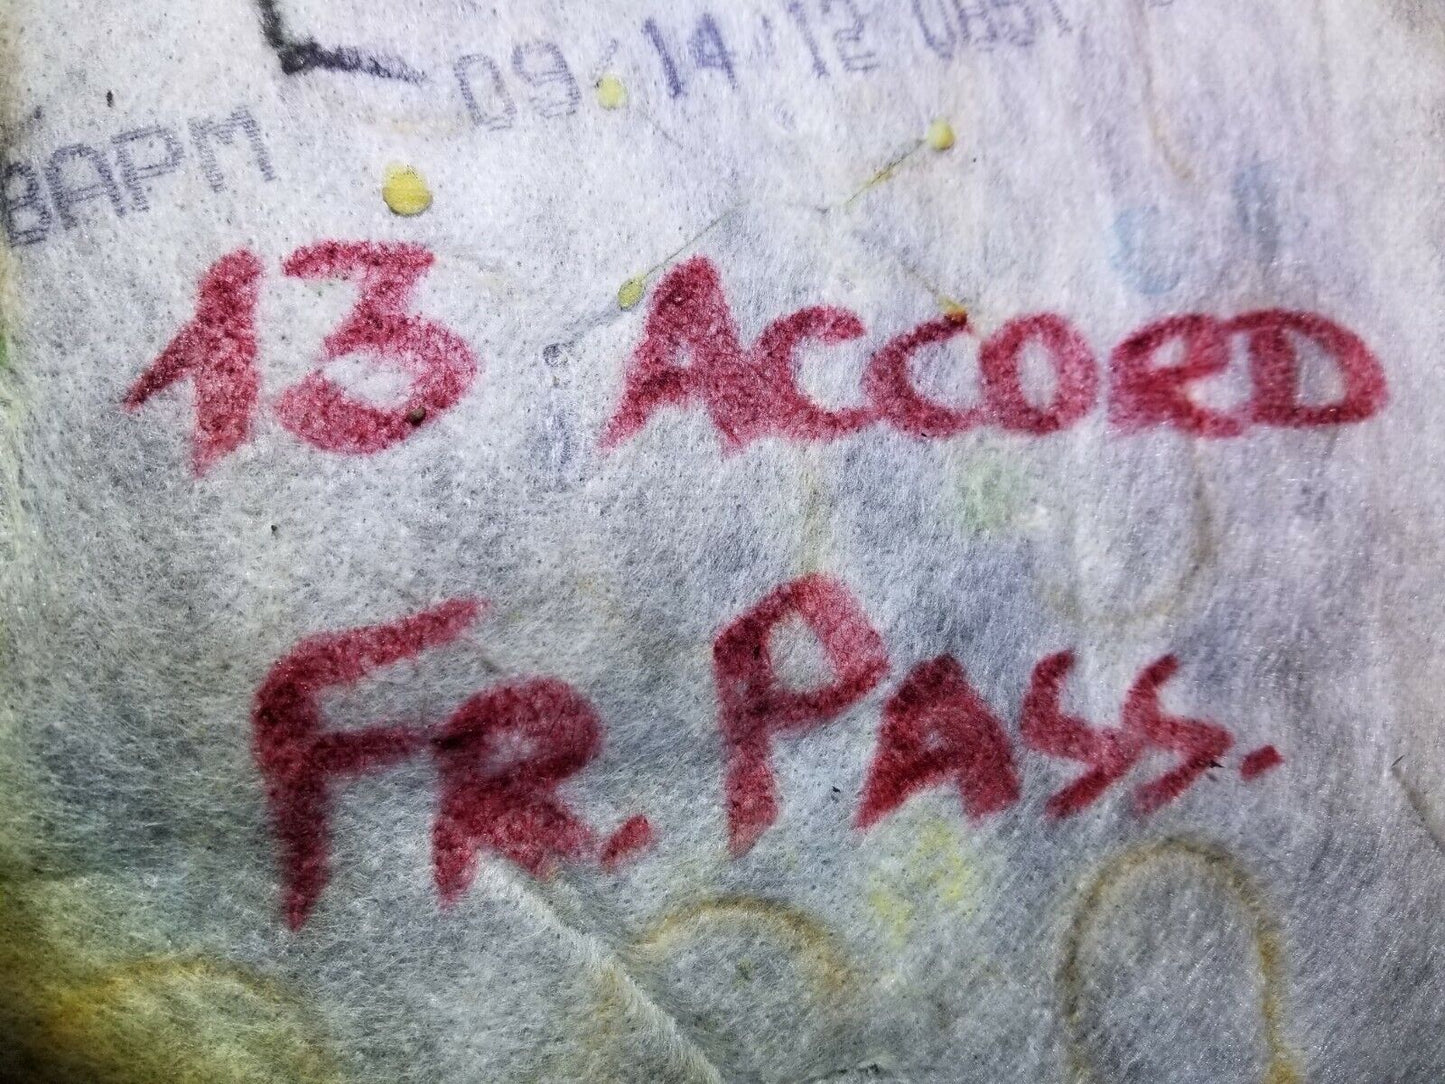 BAPM 09 14 12
13 ACCORD
FR. PASS.